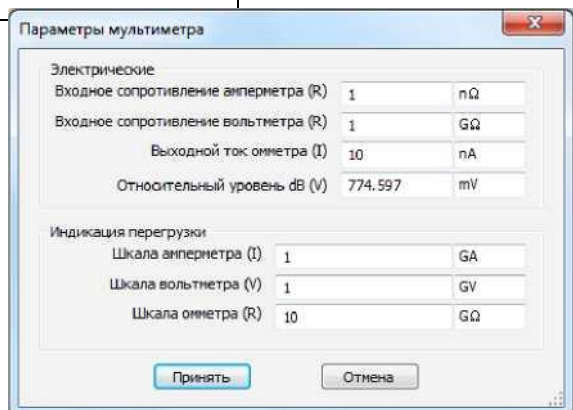 Параметры мультиметра
Электрические
Входное сопротивление амперметра (R) 1 nΩ
Входное сопротивление вольтметра (R) 1 GΩ
Выходной ток омметра (I) 10 nA
Относительный уровень dB (V) 774.597 mV
Индикация перегрузки
Шкала амперметра (I) 1 GA
Шкала вольтметра (V) 1 GV
Шкала омметра (R) 10 GΩ
Принять Отмена